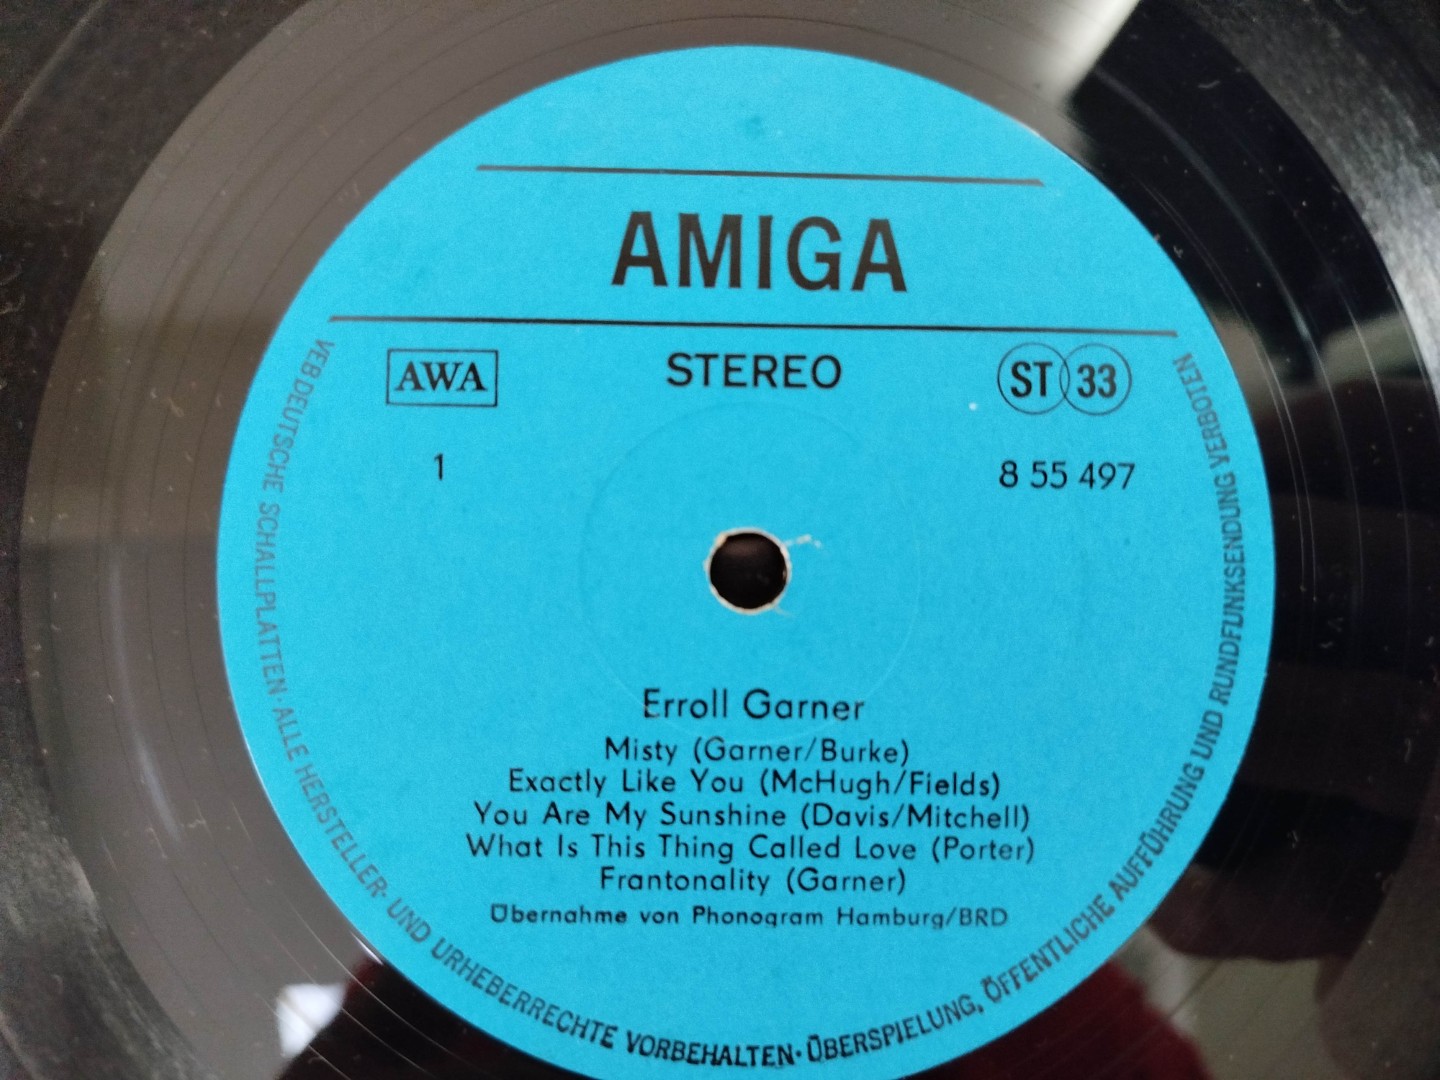 AMIGA
AWA
STEREO
ST 33
1
8 55 497
Erroll Garner
Misty (Garner/Burke)
Exactly Like You (McHugh/Fields)
You Are My Sunshine (Davis/Mitchell)
What Is This Thing Called Love (Porter)
Frantonality (Garner)
Übernahme von Phonogram Hamburg/BRD
VEB DEUTSCHE SCHALLPLATTEN · ALLE HERSTELLER- UND URHEBERRECHTE VORBEHALTEN · ÜBERSPIELUNG, ÖFFENTLICHE AUFFÜHRUNG UND RUNDFUNKSENDUNG VERBOTEN